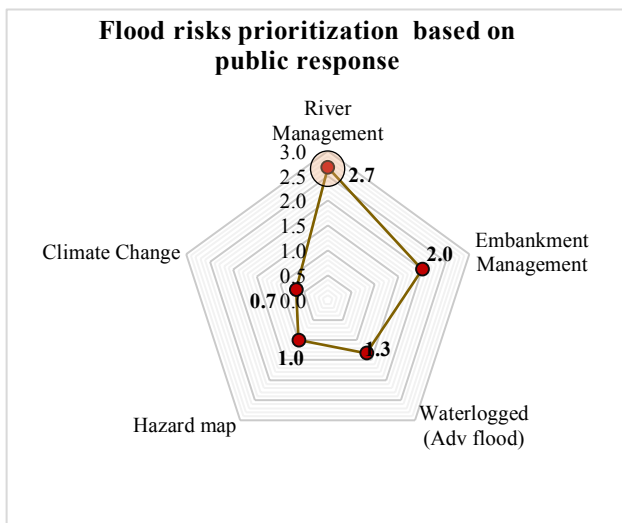 Flood risks prioritization based on
public response
River
Management
3.0
2.5
2.0
1.5
1.0
0.5
0.0
2.7
Embankment
Management
2.0
Waterlogged
(Adv flood)
1.3
Hazard map
1.0
Climate Change
0.7